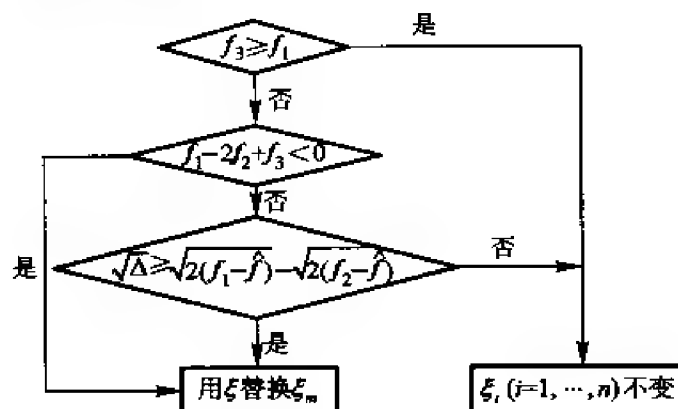 是
f₃≥f₁
否
f₁−2f₂+f₃<0
否
是
√Δ≥√2(f₁−f̂)−√2(f₂−f̂)
否
是
用ξ替换ξₘ
ξᵢ (i=1, ···, n) 不变